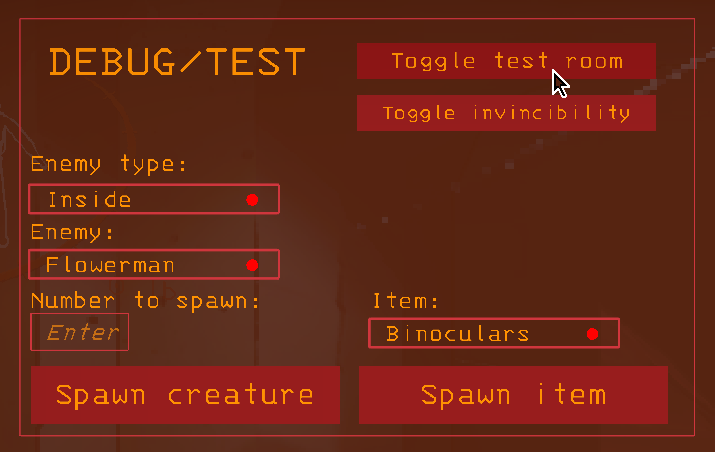 DEBUG/TEST
Toggle test room
Toggle invincibility
Enemy type:
Inside
Enemy:
Flowerman
Number to spawn:
Enter
Item:
Binoculars
Spawn creature
Spawn item